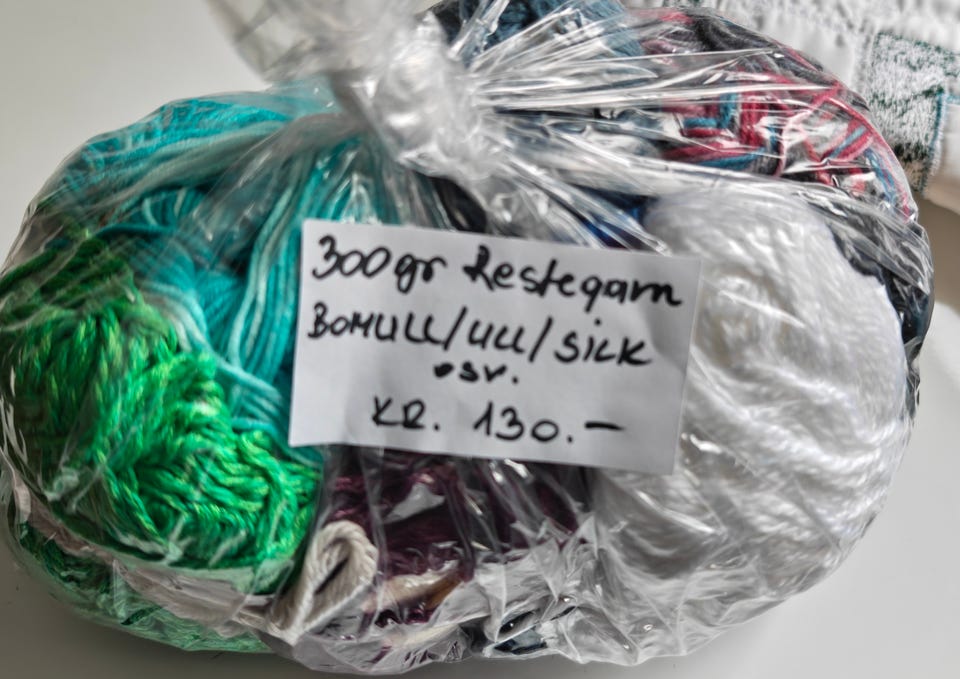 300gr Restegarn
BOMULL/ULL/SILK
osv.
KR. 130.-